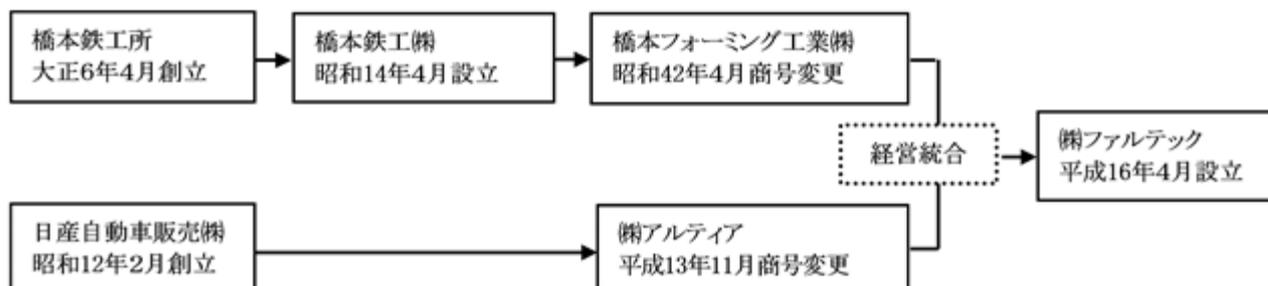 橋本鉄工所
大正6年4月創立
橋本鉄工㈱
昭和14年4月設立
橋本フォーミング工業㈱
昭和42年4月商号変更
経営統合
㈱ファルテック
平成16年4月設立
日産自動車販売㈱
昭和12年2月創立
㈱アルティア
平成13年11月商号変更